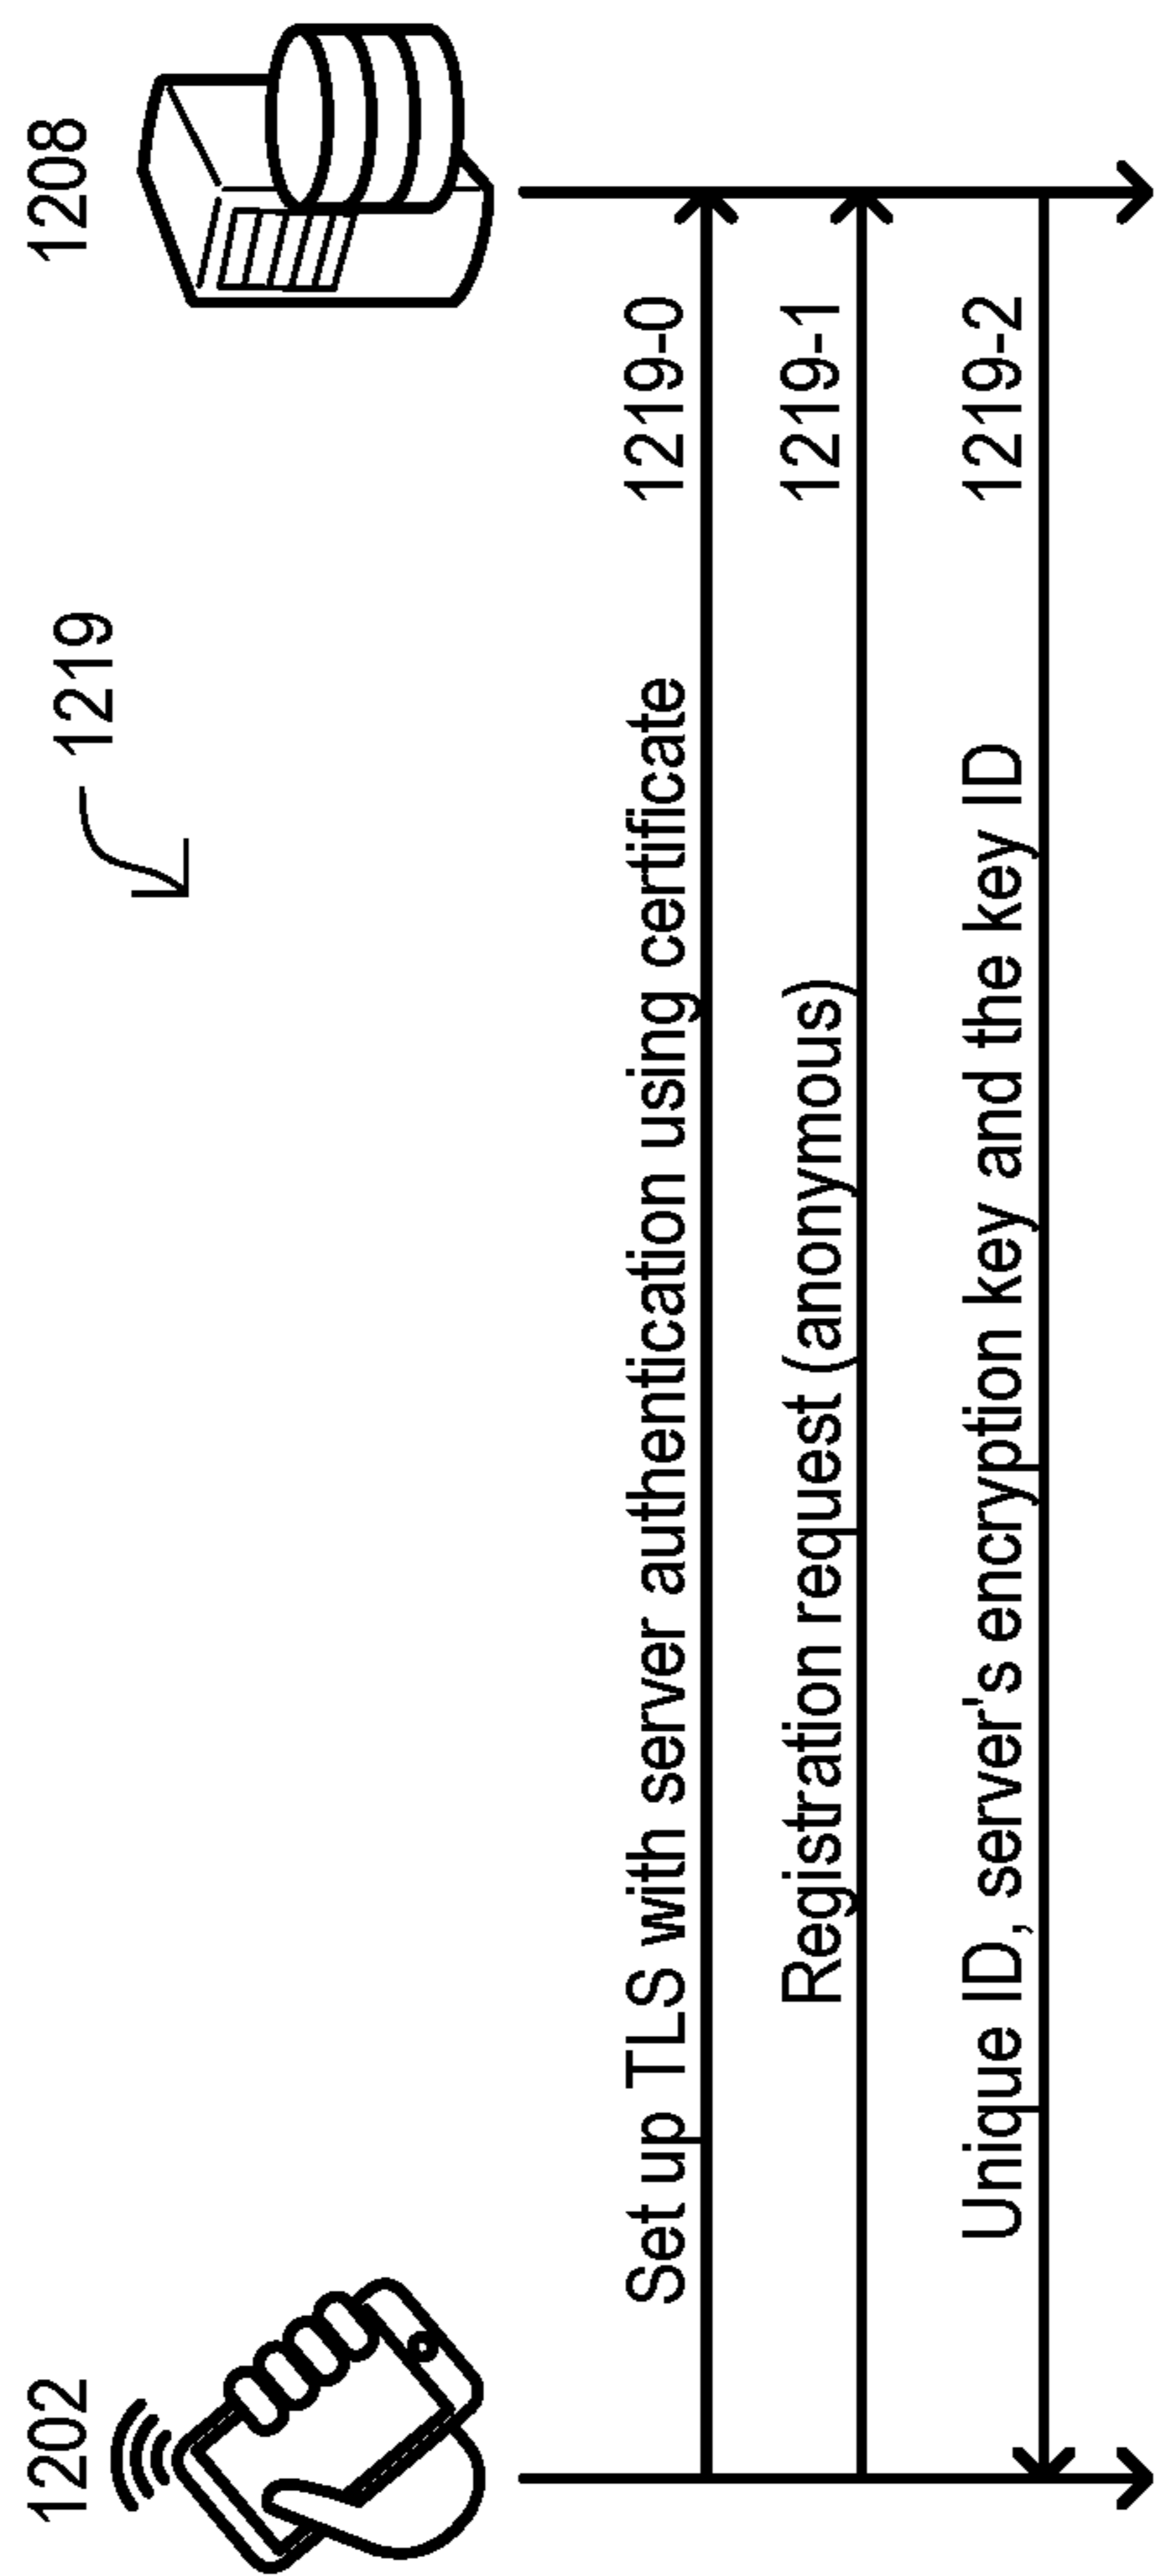 1202
1219
1208
Set up TLS with server authentication using certificate
1219-0
Registration request (anonymous)
1219-1
Unique ID, server's encryption key and the key ID
1219-2